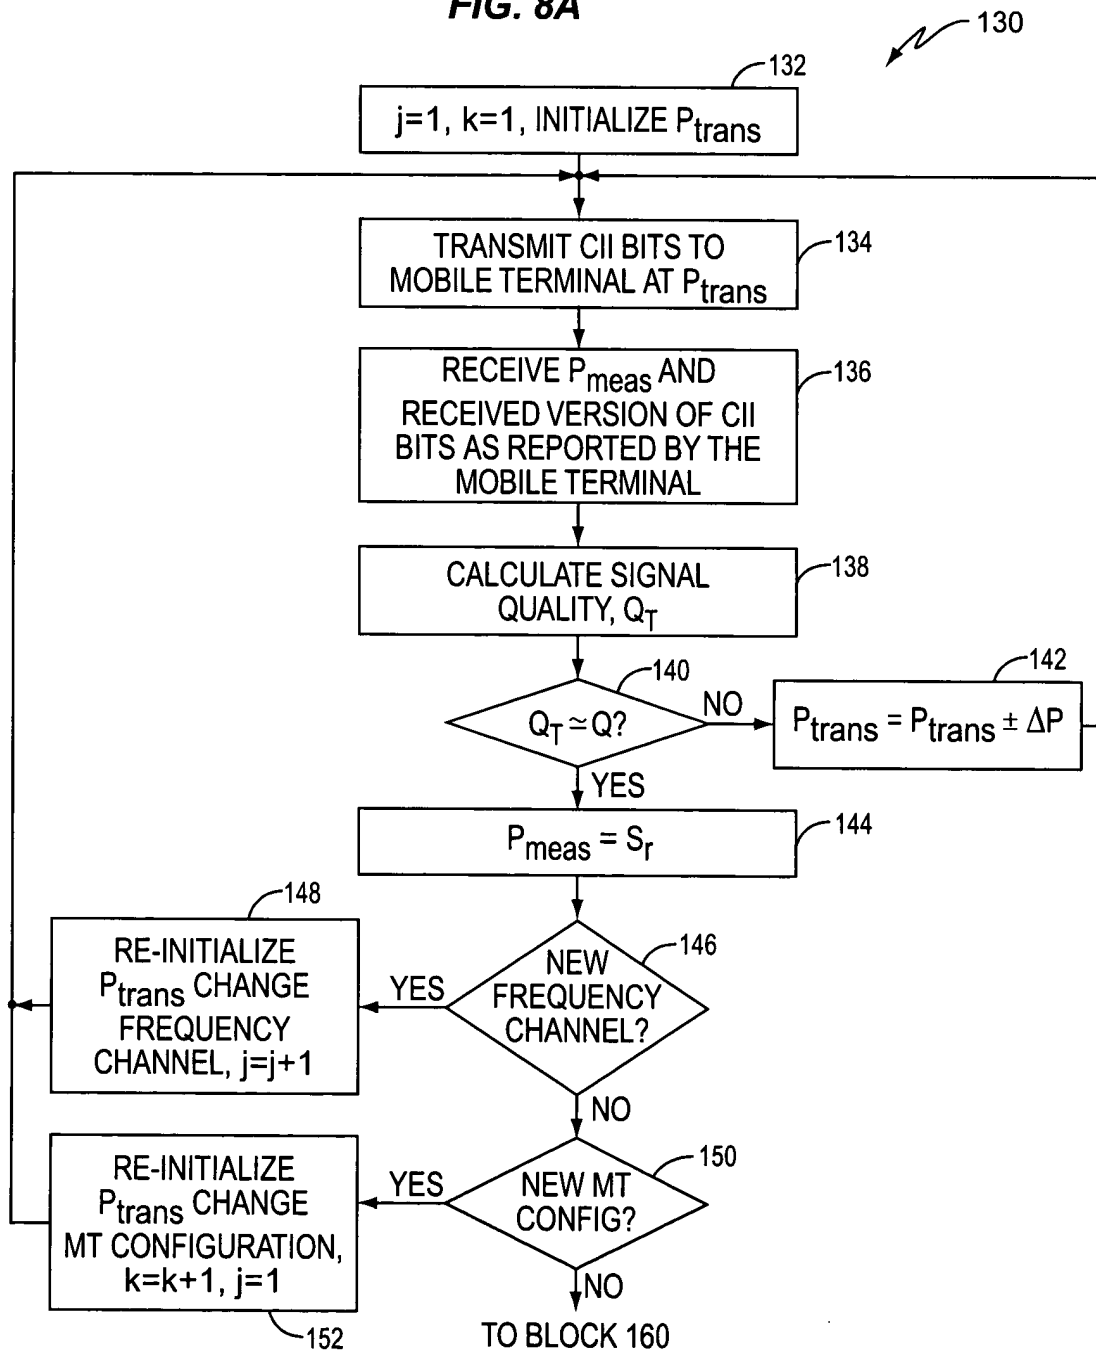 FIG. 8A
130
132
j=1, k=1, INITIALIZE Ptrans
TRANSMIT CII BITS TO
MOBILE TERMINAL AT Ptrans
134
RECEIVE Pmeas AND
RECEIVED VERSION OF CII
BITS AS REPORTED BY THE
MOBILE TERMINAL
136
CALCULATE SIGNAL
QUALITY, QT
138
140
QT ≃ Q?
NO
142
Ptrans = Ptrans ± ΔP
YES
Pmeas = Sr
144
146
NEW
FREQUENCY
CHANNEL?
YES
148
RE-INITIALIZE
Ptrans CHANGE
FREQUENCY
CHANNEL, j=j+1
NO
150
NEW MT
CONFIG?
YES
RE-INITIALIZE
Ptrans CHANGE
MT CONFIGURATION,
k=k+1, j=1
152
NO
TO BLOCK 160